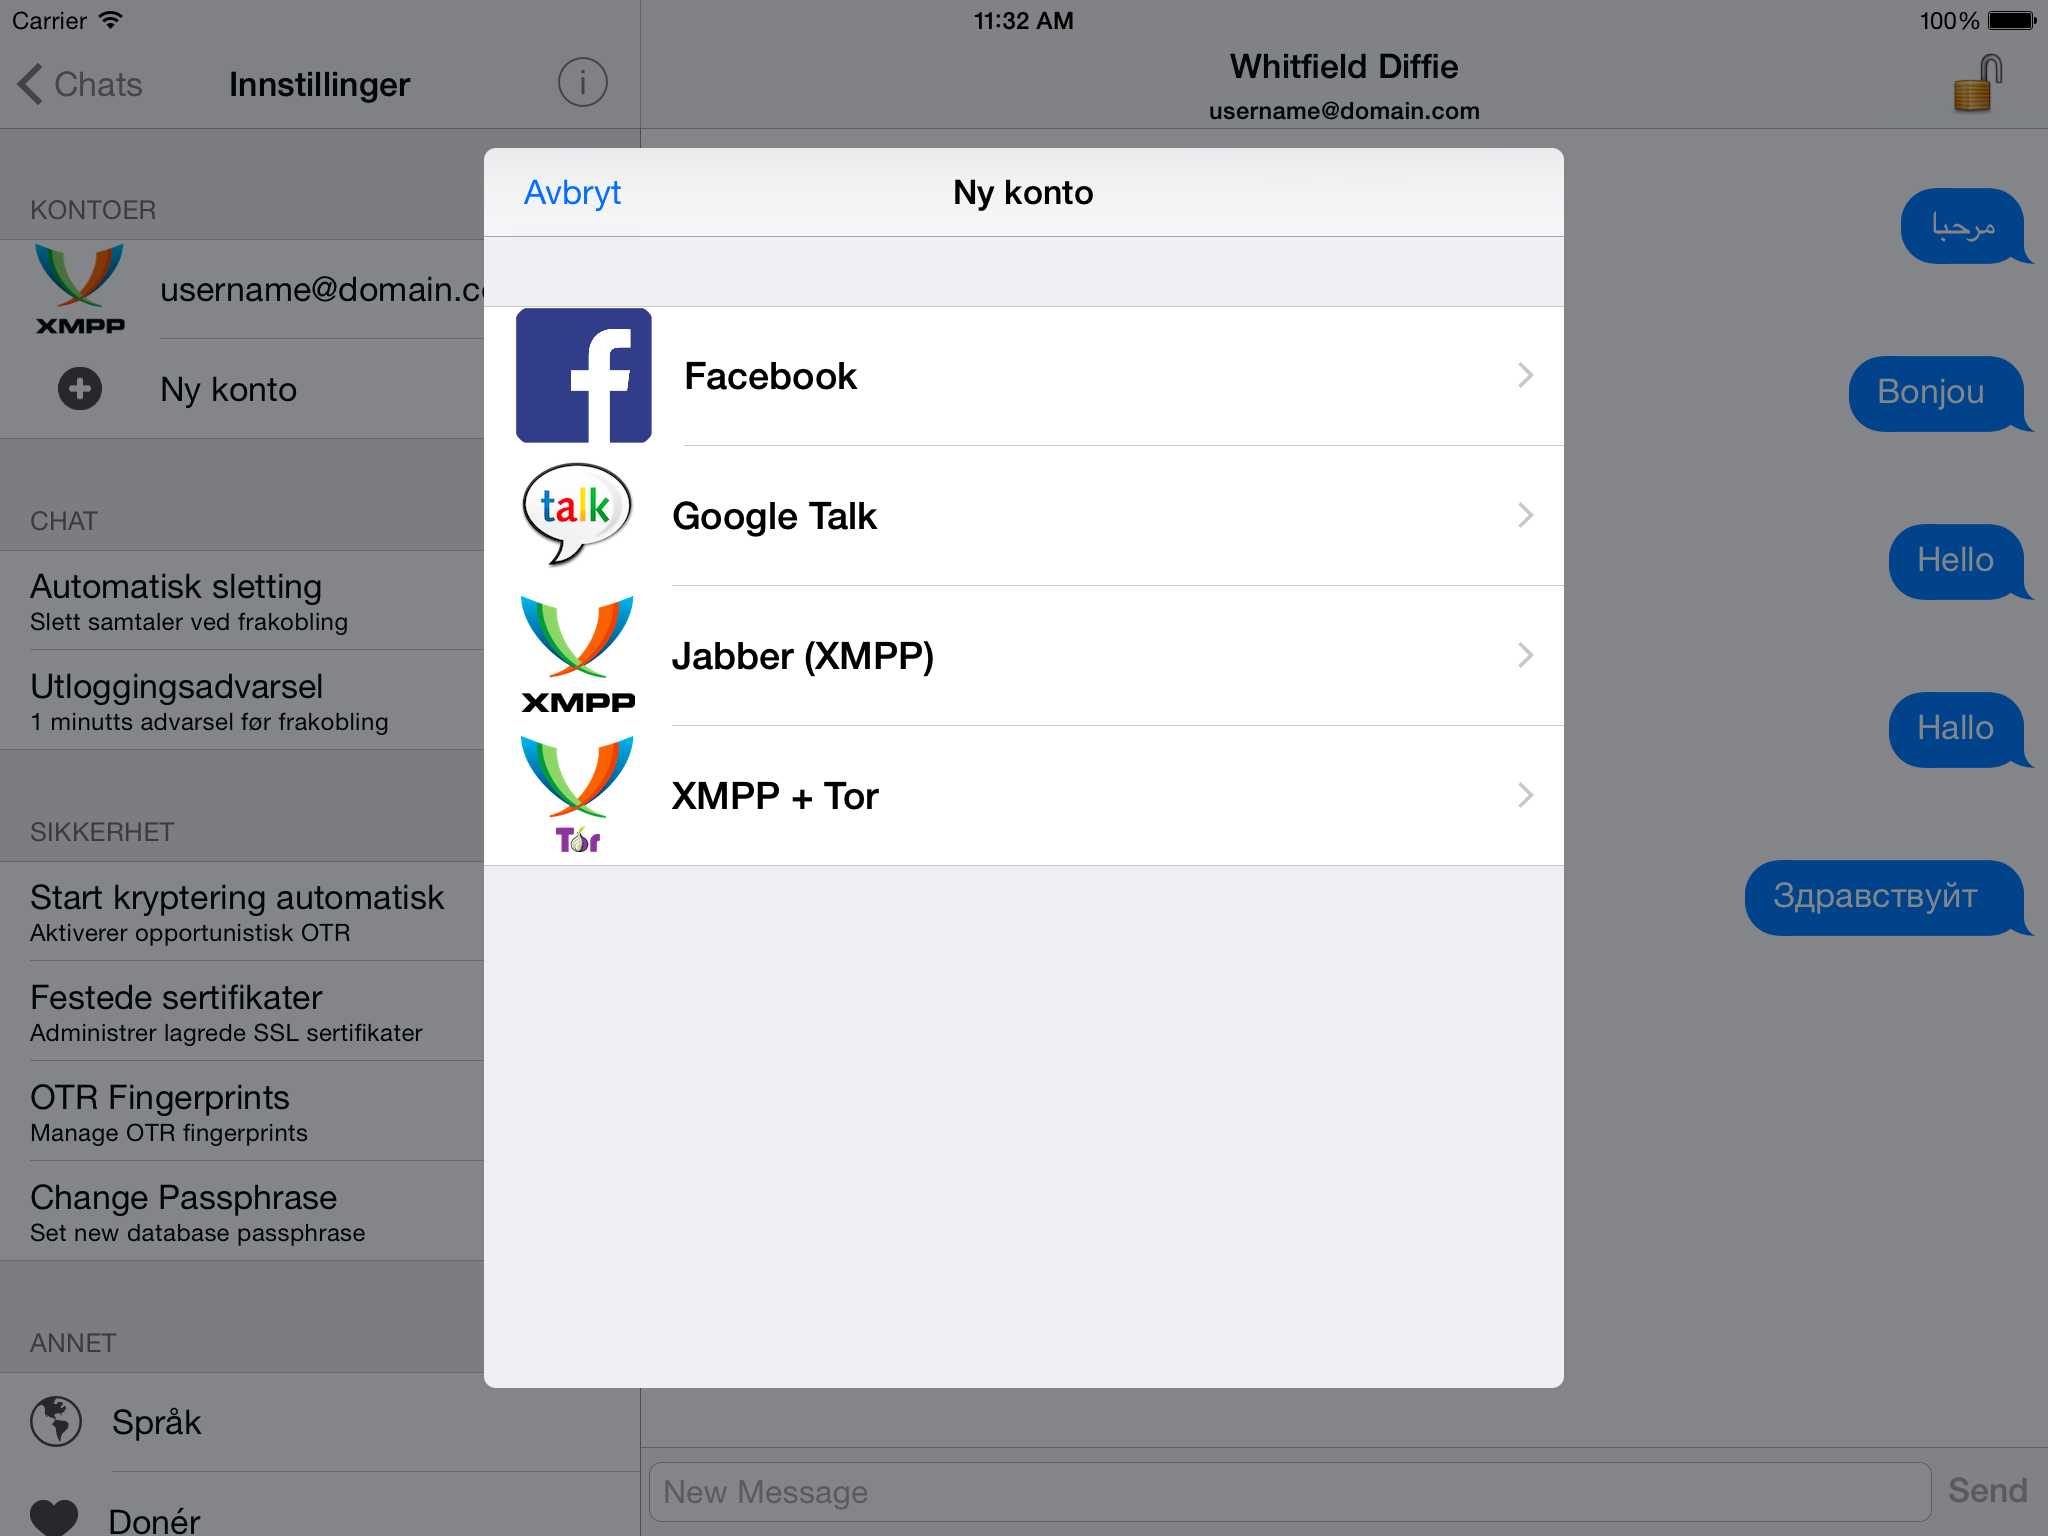 Carrier
11:32 AM
100%
Chats
Innstillinger
Whitfield Diffie
username@domain.com
KONTOER
XMPP
username@domain.c
Ny konto
CHAT
Automatisk sletting
Slett samtaler ved frakobling
Utloggingsadvarsel
1 minutts advarsel før frakobling
SIKKERHET
Start kryptering automatisk
Aktiverer opportunistisk OTR
Festede sertifikater
Administrer lagrede SSL sertifikater
OTR Fingerprints
Manage OTR fingerprints
Change Passphrase
Set new database passphrase
ANNET
Språk
Donér
Avbryt
Ny konto
Facebook
talk
Google Talk
XMPP
Jabber (XMPP)
Tor
XMPP + Tor
مرحبا
Bonjou
Hello
Hallo
Здравствуйт
New Message
Send